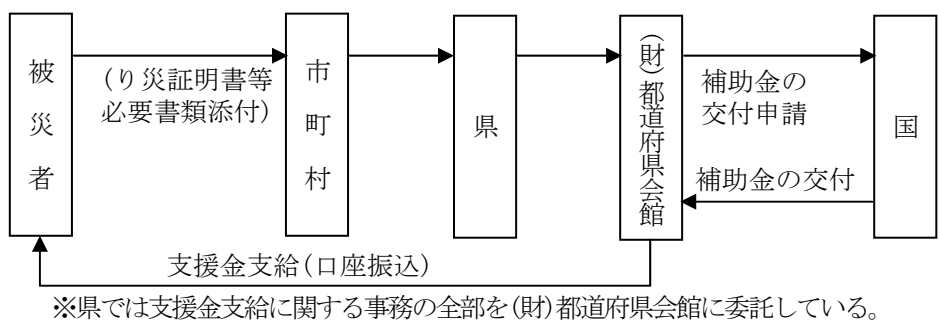 被災者
(り災証明書等
必要書類添付)
市町村
県
(財)都道府県会館
補助金の
交付申請
補助金の交付
国
支援金支給(口座振込)
※県では支援金支給に関する事務の全部を(財)都道府県会館に委託している。